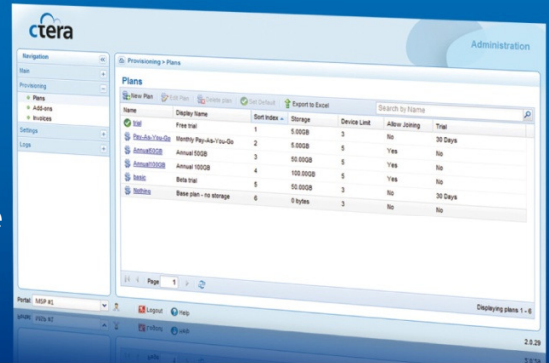 ctera
Administration
Navigation
Main
Provisioning
Plans
Add-ons
Invoices
Settings
Logs
Provisioning > Plans
Plans
New Plan Edit Plan Delete plan Set Default Export to Excel Search by Name
Name Display Name Sort Index Storage Device Limit Allow Joining Trial
trial Free trial 1 5.00GB 3 No 30 Days
Pay-As-You-Go Monthly Pay-As-You-Go 2 5.00GB 5 Yes No
Annual50GB Annual 50GB 3 50.00GB 5 Yes No
Annual100GB Annual 100GB 4 100.00GB 5 Yes No
basic Beta trial 5 50.00GB 3 No 30 Days
Nothing Base plan - no storage 6 0 bytes 3 No No
Page 1
Displaying plans 1 - 6
Portal: MSP #1 Logout Help
2.0.29
e